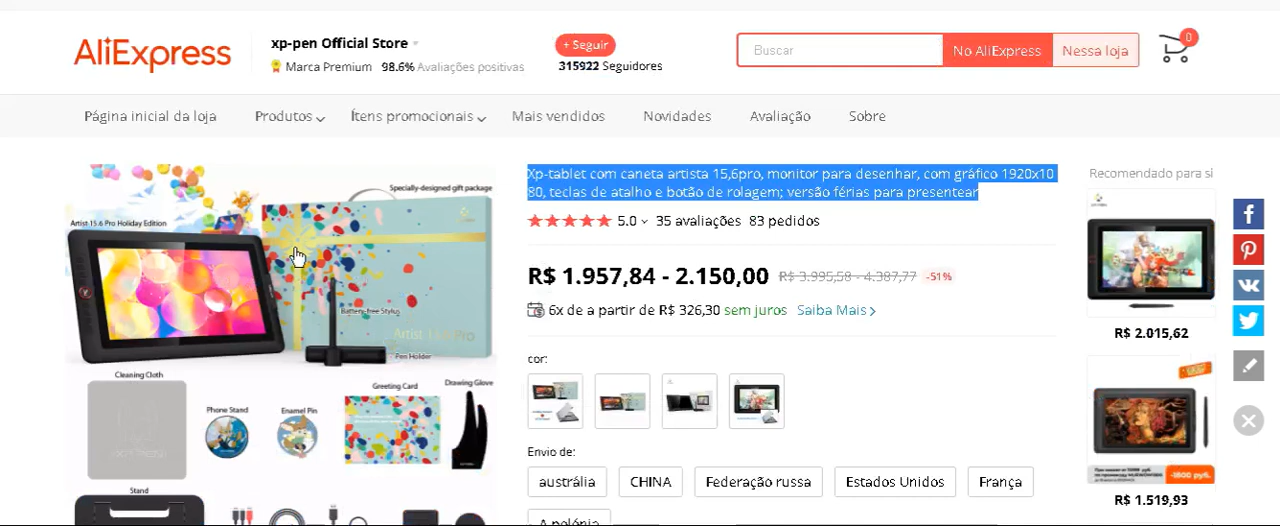 AliExpress
xp-pen Official Store
Marca Premium 98.6% Avaliações positivas
+ Seguir
315922 Seguidores
Buscar
No AliExpress
Nessa loja
0
Página inicial da loja
Produtos
Ítens promocionais
Mais vendidos
Novidades
Avaliação
Sobre
Specially-designed gift package
Artist 15.6 Pro Holiday Edition
Battery-free Stylus
Pen Holder
Cleaning Cloth
Phone Stand
Enamel Pin
Greeting Card
Drawing Glove
Stand
Xp-tablet com caneta artista 15,6pro, monitor para desenhar, com gráfico 1920x10
80, teclas de atalho e botão de rolagem; versão férias para presentear
5.0
35 avaliações
83 pedidos
R$ 1.957,84 - 2.150,00
R$ 3.995,58 - 4.387,77
-51%
6x de a partir de R$ 326,30 sem juros
Saiba Mais
cor:
Envio de:
austrália
CHINA
Federação russa
Estados Unidos
França
A polónia
Recomendado para si
R$ 2.015,62
R$ 1.519,93